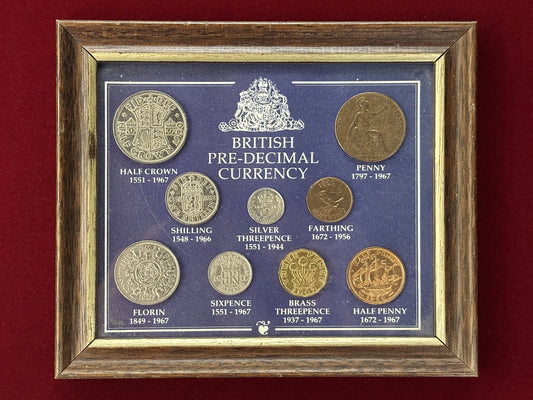 BRITISH
PRE-DECIMAL
CURRENCY
HALF CROWN
1551 - 1967
PENNY
1797 - 1967
SHILLING
1548 - 1966
SILVER
THREEPENCE
1551 - 1944
FARTHING
1672 - 1956
FLORIN
1849 - 1967
SIXPENCE
1551 - 1967
BRASS
THREEPENCE
1937 - 1967
HALF PENNY
1672 - 1967